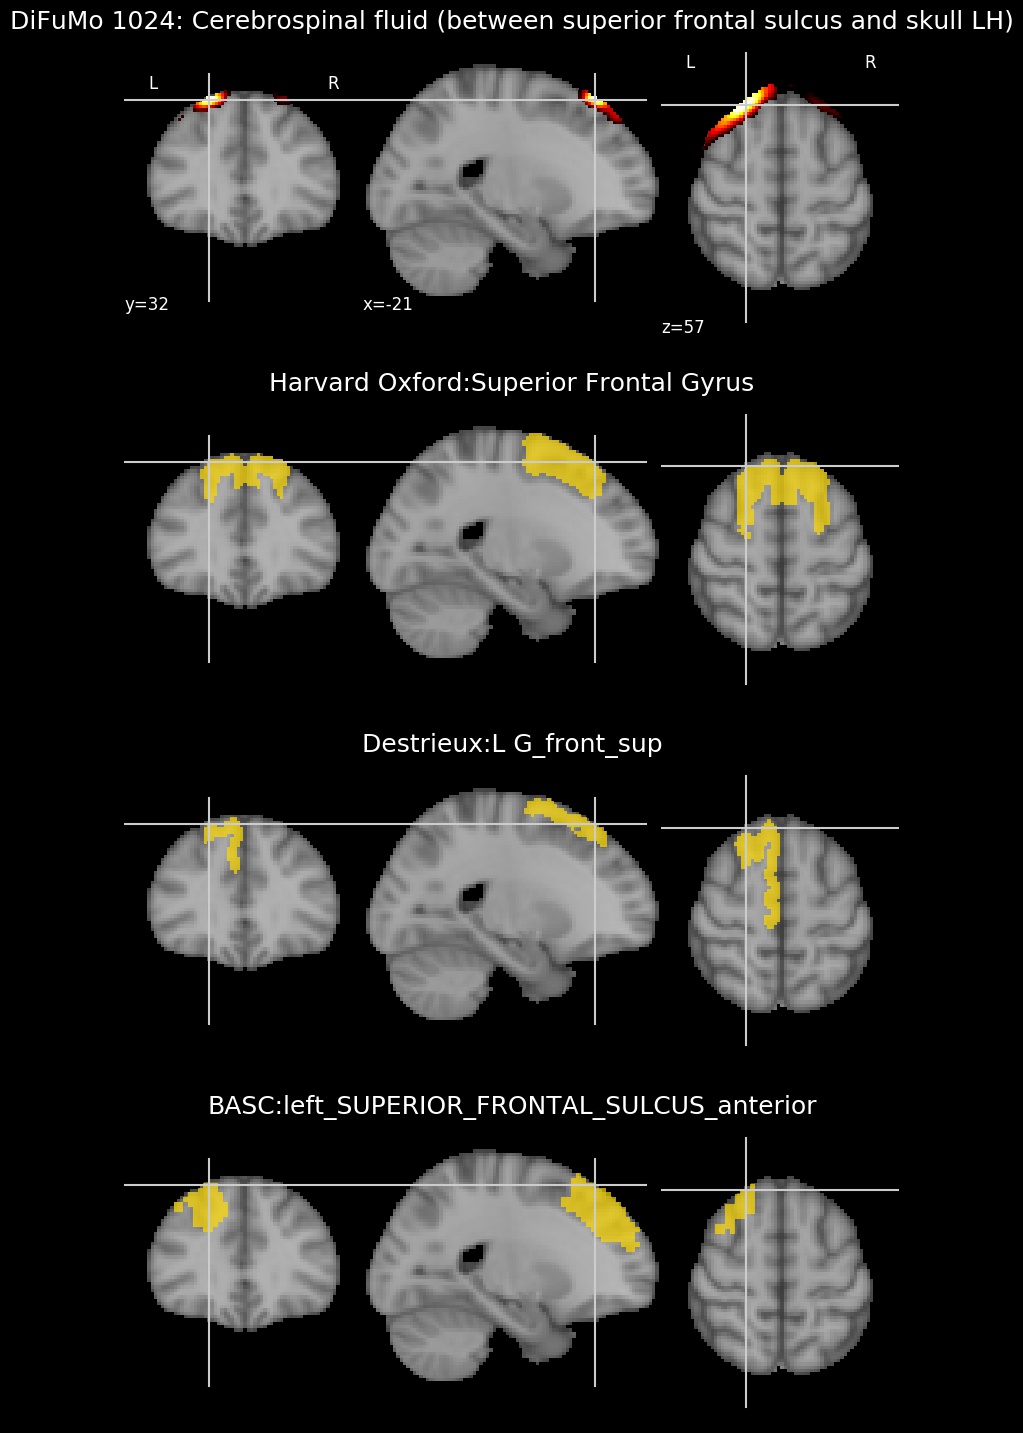 DiFuMo 1024: Cerebrospinal fluid (between superior frontal sulcus and skull LH)
L R L R
y=32 x=-21 z=57
Harvard Oxford:Superior Frontal Gyrus
Destrieux:L G_front_sup
BASC:left_SUPERIOR_FRONTAL_SULCUS_anterior